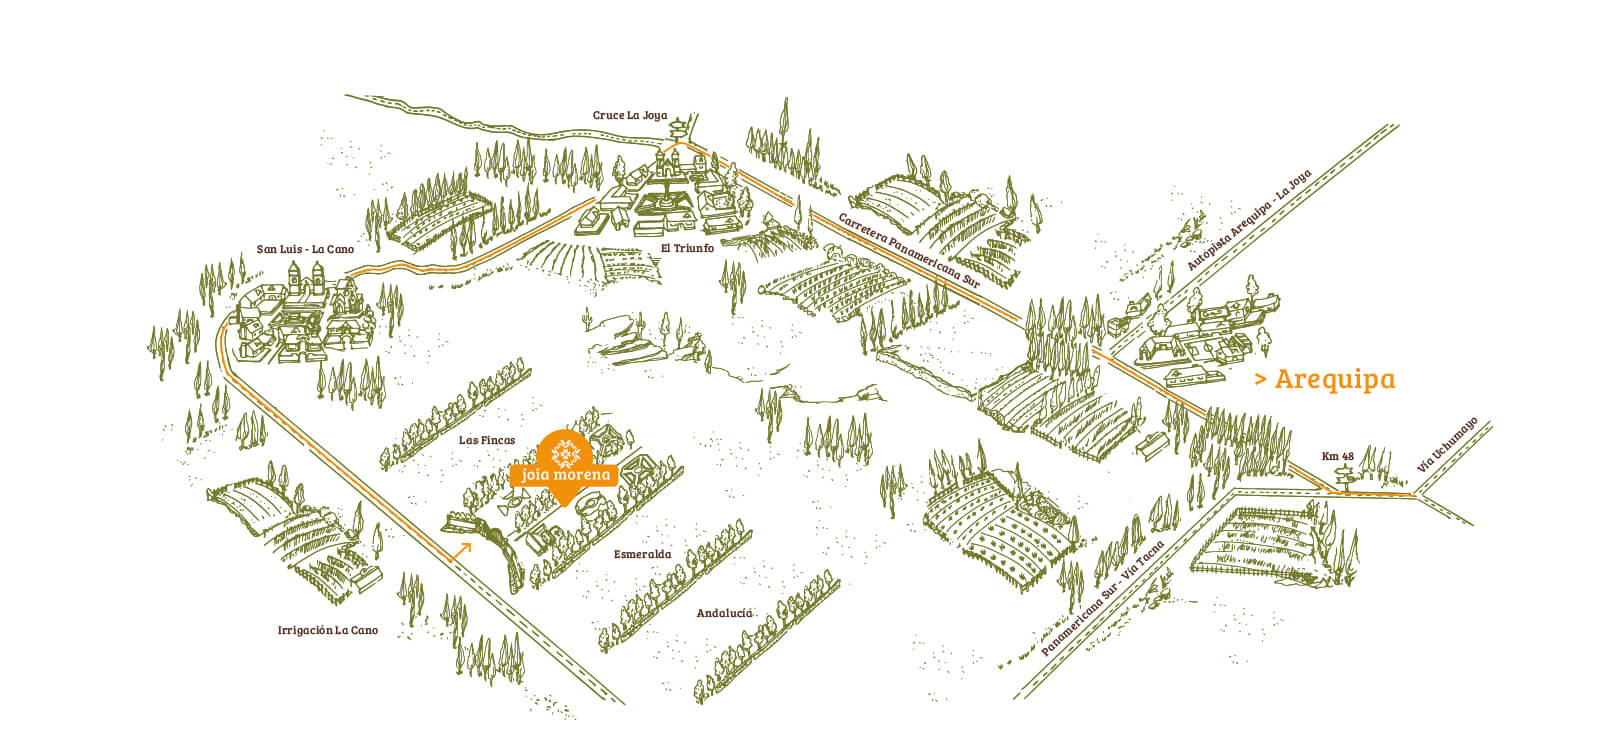 Cruce La Joya
Autopista Arequipa - La Joya
Carretera Panamericana Sur
San Luis - La Cano
El Triunfo
> Arequipa
Las Fincas
Km 48
Vía Uchumayo
joia morena
Esmeralda
Panamericana Sur - Vía Tacna
Andalucía
Irrigación La Cano